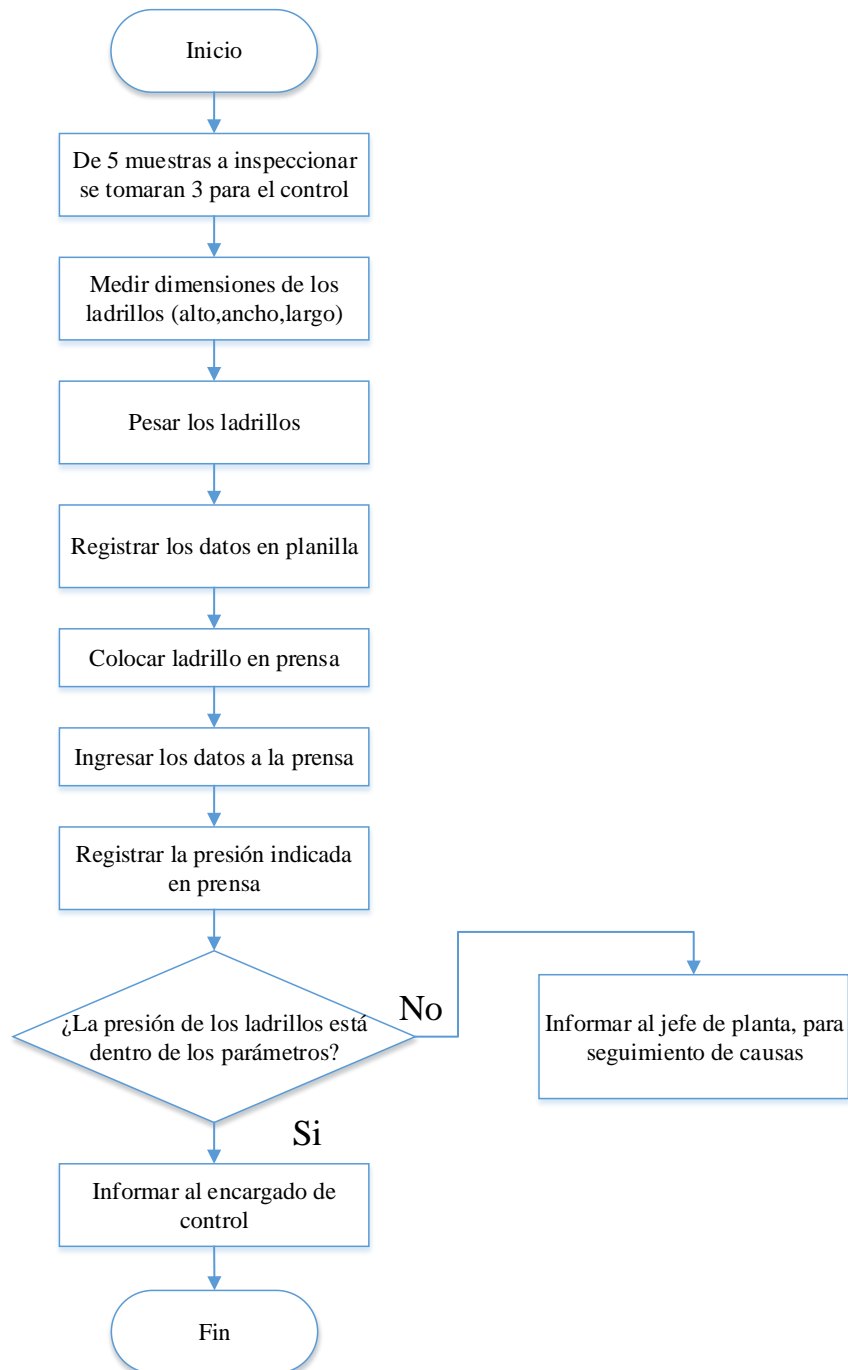 Inicio
De 5 muestras a inspeccionar
se tomaran 3 para el control
Medir dimensiones de los
ladrillos (alto,ancho,largo)
Pesar los ladrillos
Registrar los datos en planilla
Colocar ladrillo en prensa
Ingresar los datos a la prensa
Registrar la presión indicada
en prensa
¿La presión de los ladrillos está
dentro de los parámetros?
No
Informar al jefe de planta, para
seguimiento de causas
Si
Informar al encargado de
control
Fin